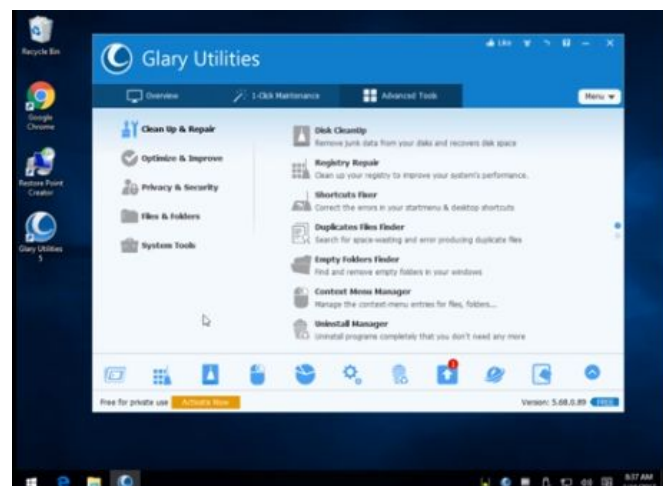 Recycle Bin
Google
Chrome
Restore Point
Creator
Glary Utilities
5
Glary Utilities
Like
Overview
1-Click Maintenance
Advanced Tools
Menu
Clean Up & Repair
Optimize & Improve
Privacy & Security
Files & Folders
System Tools
Disk CleanUp
Remove junk data from your disks and recovers disk space
Registry Repair
Clean up your registry to improve your system's performance.
Shortcuts Fixer
Correct the errors in your startmenu & desktop shortcuts
Duplicates Files Finder
Search for space-wasting and error producing duplicate files
Empty Folders Finder
Find and remove empty folders in your windows
Context Menu Manager
Manage the context-menu entries for files, folders...
Uninstall Manager
Uninstall programs completely that you don't need any more
1
Free for private use
Activate Now
Version: 5.68.0.89
FREE
9:37 AM